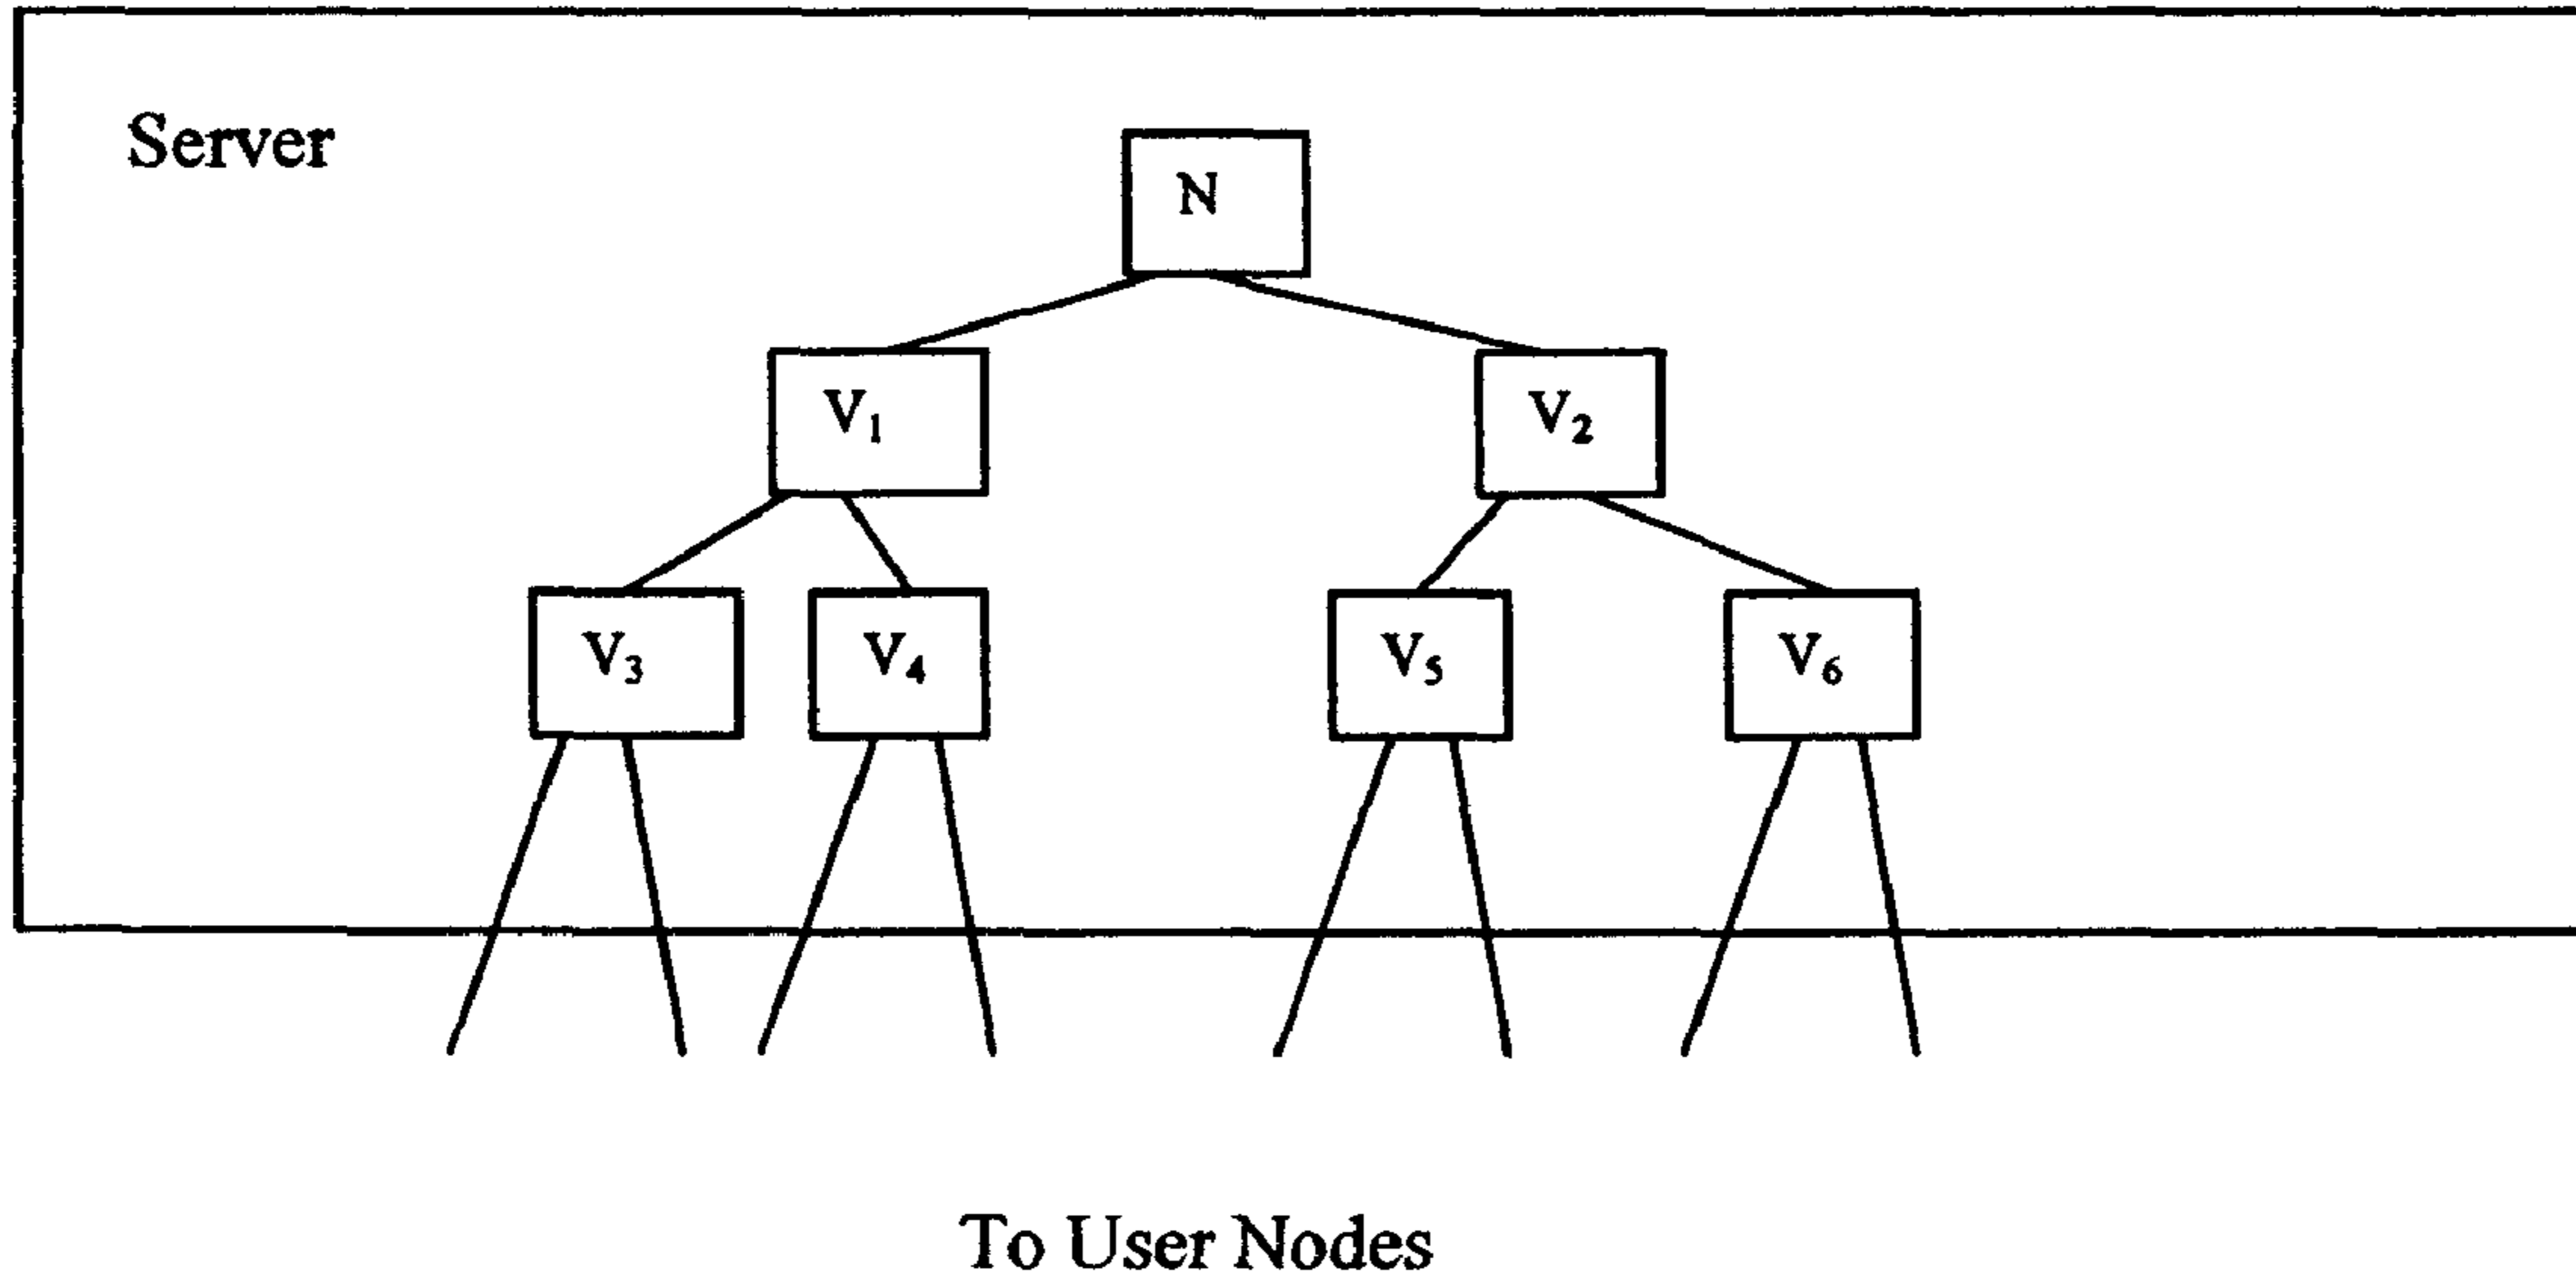 Server
N
V₁
V₂
V₃
V₄
V₅
V₆
To User Nodes